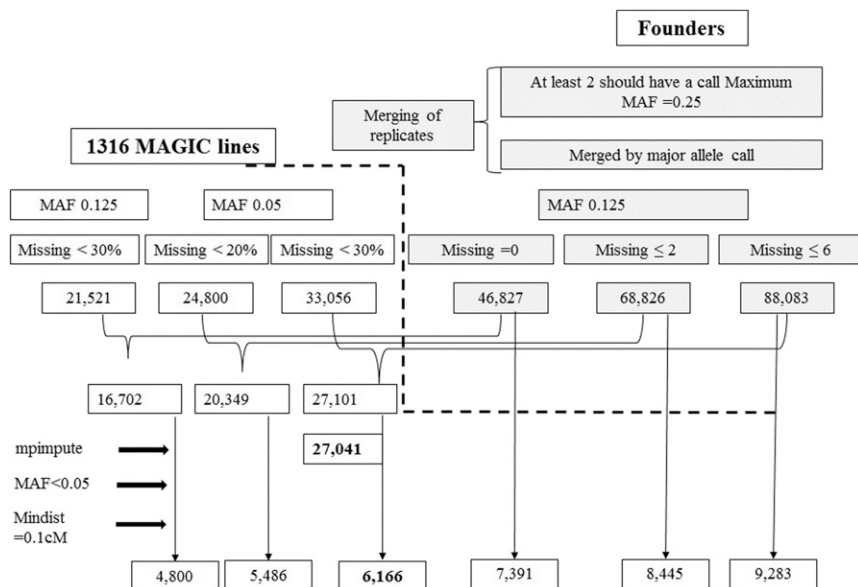 Founders
At least 2 should have a call Maximum
MAF =0.25
Merging of
replicates
1316 MAGIC lines
Merged by major allele call
MAF 0.125
MAF 0.05
MAF 0.125
Missing < 30%
Missing < 20%
Missing < 30%
Missing =0
Missing ≤ 2
Missing ≤ 6
21,521
24,800
33,056
46,827
68,826
88,083
16,702
20,349
27,101
mpimpute
27,041
MAF<0.05
Mindist
=0.1cM
4,800
5,486
6,166
7,391
8,445
9,283